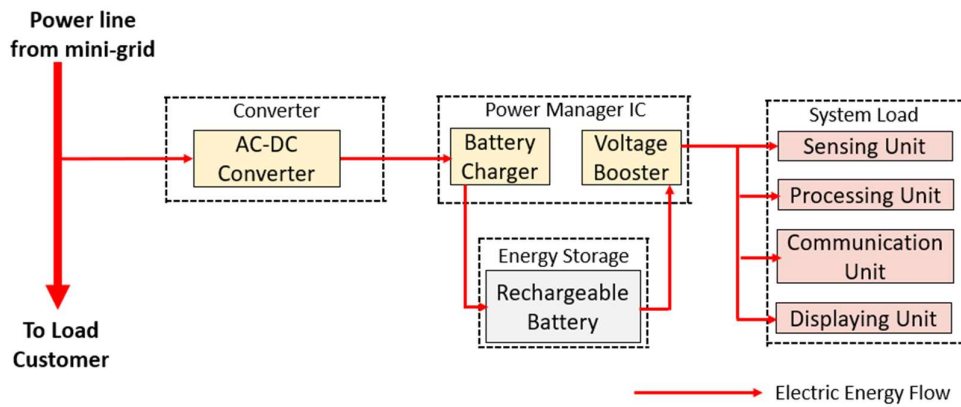 Power line
from mini-grid
Converter
AC-DC
Converter
Power Manager IC
Battery
Charger
Voltage
Booster
System Load
Sensing Unit
Processing Unit
Communication
Unit
Displaying Unit
Energy Storage
Rechargeable
Battery
To Load
Customer
Electric Energy Flow